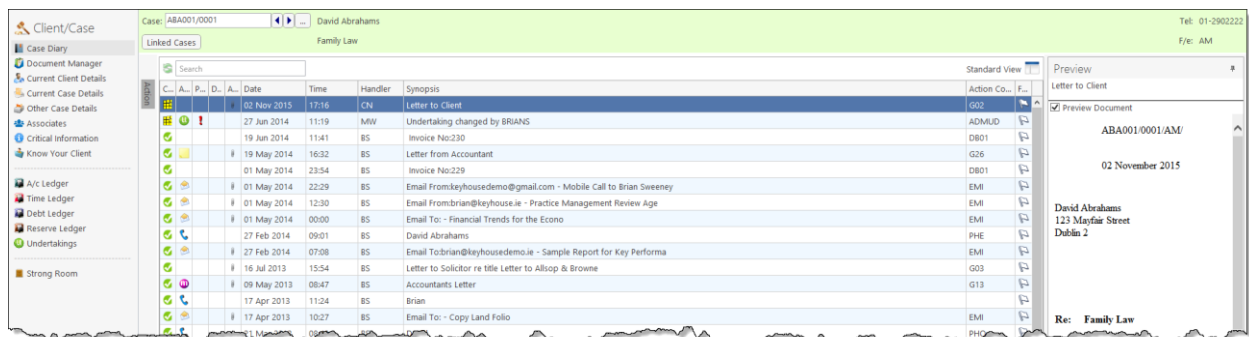 Client/Case
Case Diary
Document Manager
Current Client Details
Current Case Details
Other Case Details
Associates
Critical Information
Know Your Client
A/c Ledger
Time Ledger
Debt Ledger
Reserve Ledger
Undertakings
Strong Room
Case: ABA001/0001 ... David Abrahams Tel: 01-2902222
Linked Cases Family Law F/e: AM
Action
Search Standard View
C... A... P... D.. A... Date Time Handler Synopsis Action Co... F...
02 Nov 2015 17:16 CN Letter to Client G02
27 Jun 2014 11:19 MW Undertaking changed by BRIANS ADMUD
19 Jun 2014 11:41 BS Invoice No:230 DB01
19 May 2014 16:32 BS Letter from Accountant G26
01 May 2014 23:54 BS Invoice No:229 DB01
01 May 2014 22:29 BS Email From:keyhousedemo@gmail.com - Mobile Call to Brian Sweeney EMI
01 May 2014 12:30 BS Email From:brian@keyhouse.ie - Practice Management Review Age EMI
01 May 2014 00:00 BS Email To: - Financial Trends for the Econo EMI
27 Feb 2014 09:01 BS David Abrahams PHE
27 Feb 2014 07:08 BS Email To:brian@keyhousedemo.ie - Sample Report for Key Performa EMI
16 Jul 2013 15:54 BS Letter to Solicitor re title Letter to Allsop & Browne G03
09 May 2013 08:47 BS Accountants Letter G13
17 Apr 2013 11:24 BS Brian
17 Apr 2013 10:27 BS Email To: - Copy Land Folio EMI
Preview
Letter to Client
Preview Document
ABA001/0001/AM/
02 November 2015
David Abrahams
123 Mayfair Street
Dublin 2
Re: Family Law